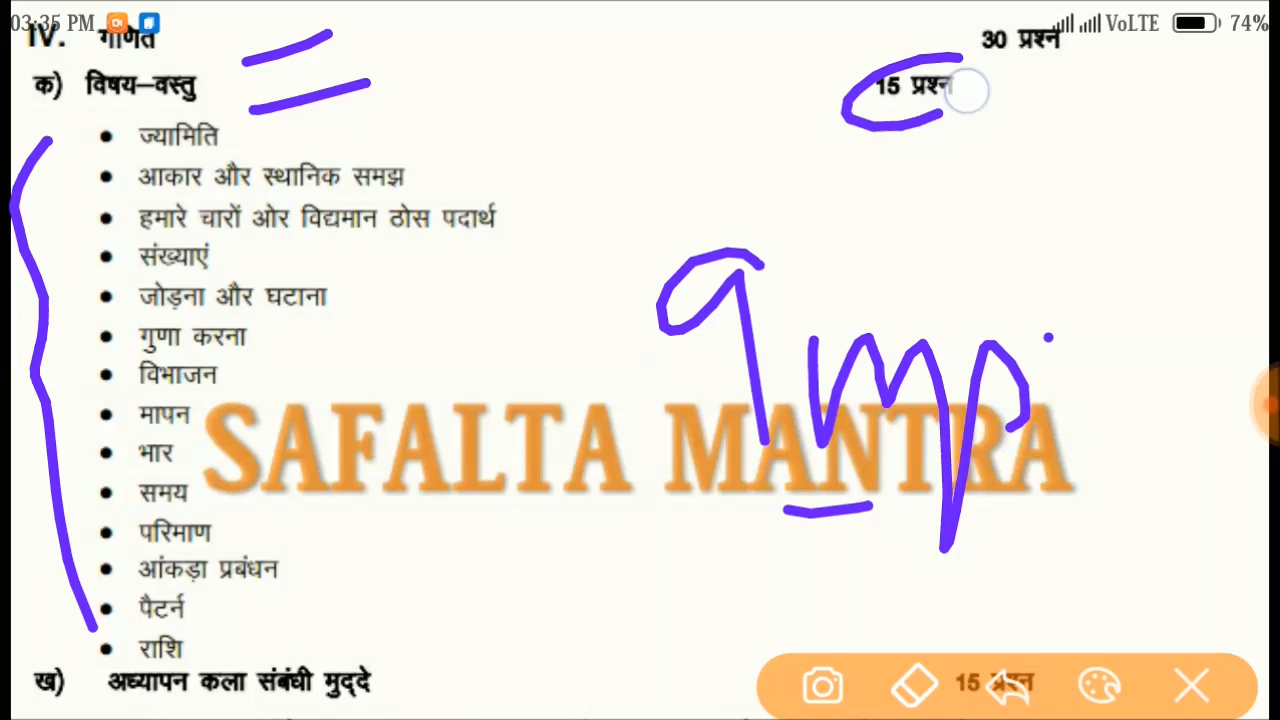 03:35 PM VoLTE 74%
IV. गणित 30 प्रश्न
क) विषय–वस्तु 15 प्रश्न
• ज्यामिति
• आकार और स्थानिक समझ
• हमारे चारों ओर विद्यमान ठोस पदार्थ
• संख्याएं
• जोड़ना और घटाना
• गुणा करना
• विभाजन
• मापन
• भार
• समय
• परिमाण
• आंकड़ा प्रबंधन
• पैटर्न
• राशि
Imp.
SAFALTA MANTRA
ख) अध्यापन कला संबंधी मुद्दे 15 प्रश्न